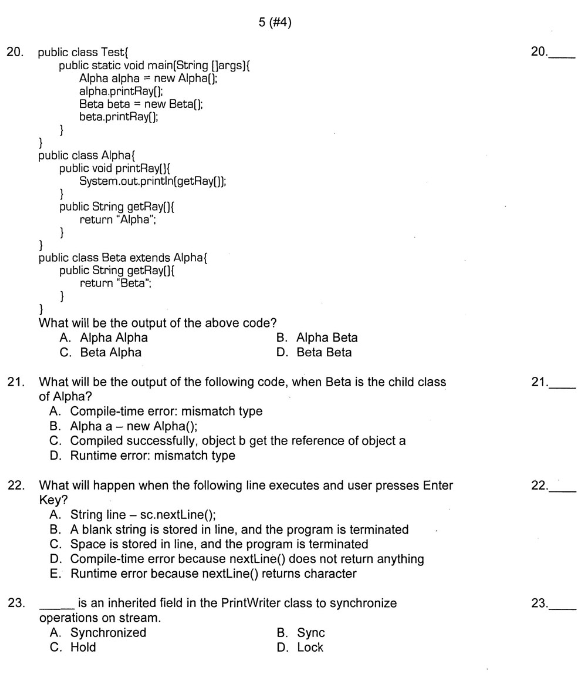 5 (#4)
20. public class Test{ 20.____
public static void main(String []args){
Alpha alpha = new Alpha();
alpha.printRay();
Beta beta = new Beta();
beta.printRay();
}
}
public class Alpha{
public void printRay(){
System.out.println(getRay());
}
public String getRay(){
return "Alpha";
}
}
public class Beta extends Alpha{
public String getRay(){
return "Beta";
}
}
What will be the output of the above code?
A. Alpha Alpha B. Alpha Beta
C. Beta Alpha D. Beta Beta
21. What will be the output of the following code, when Beta is the child class 21.____
of Alpha?
A. Compile-time error: mismatch type
B. Alpha a – new Alpha();
C. Compiled successfully, object b get the reference of object a
D. Runtime error: mismatch type
22. What will happen when the following line executes and user presses Enter 22.____
Key?
A. String line – sc.nextLine();
B. A blank string is stored in line, and the program is terminated
C. Space is stored in line, and the program is terminated
D. Compile-time error because nextLine() does not return anything
E. Runtime error because nextLine() returns character
23. _____ is an inherited field in the PrintWriter class to synchronize 23.____
operations on stream.
A. Synchronized B. Sync
C. Hold D. Lock